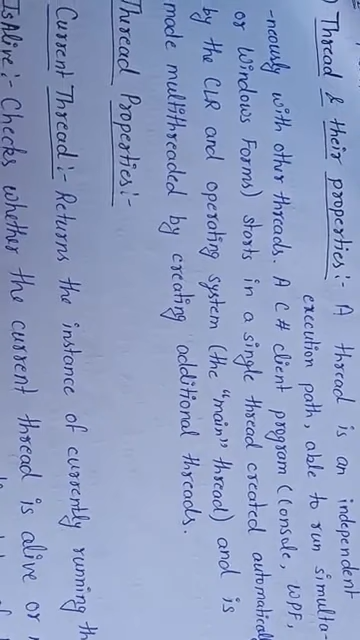 ) Thread & their properties:- A thread is an independent
execution path, able to run simulta-
-neously with other threads. A C# client program (Console, WPF,
or Windows Forms) starts in a single thread created automatical
by the CLR and operating system (the "main" thread) and is
made multithreaded by creating additional threads.
Thread Properties:-
Current Thread:- Returns the instance of currently running th
IsAlive:- Checks whether the current thread is alive or